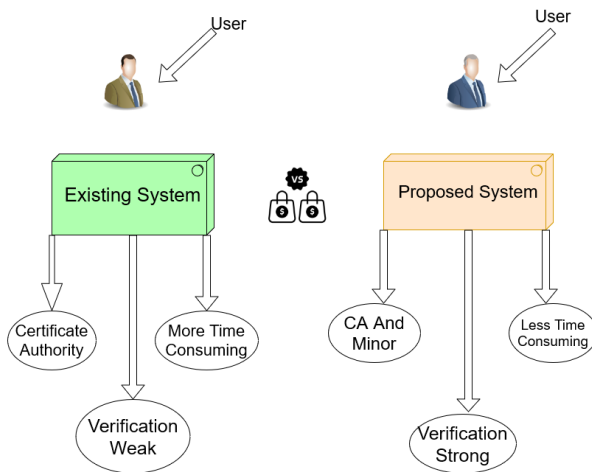 User
User
Existing System
VS
$ $
Proposed System
Certificate
Authority
More Time
Consuming
CA And
Minor
Less Time
Consuming
Verification
Weak
Verification
Strong